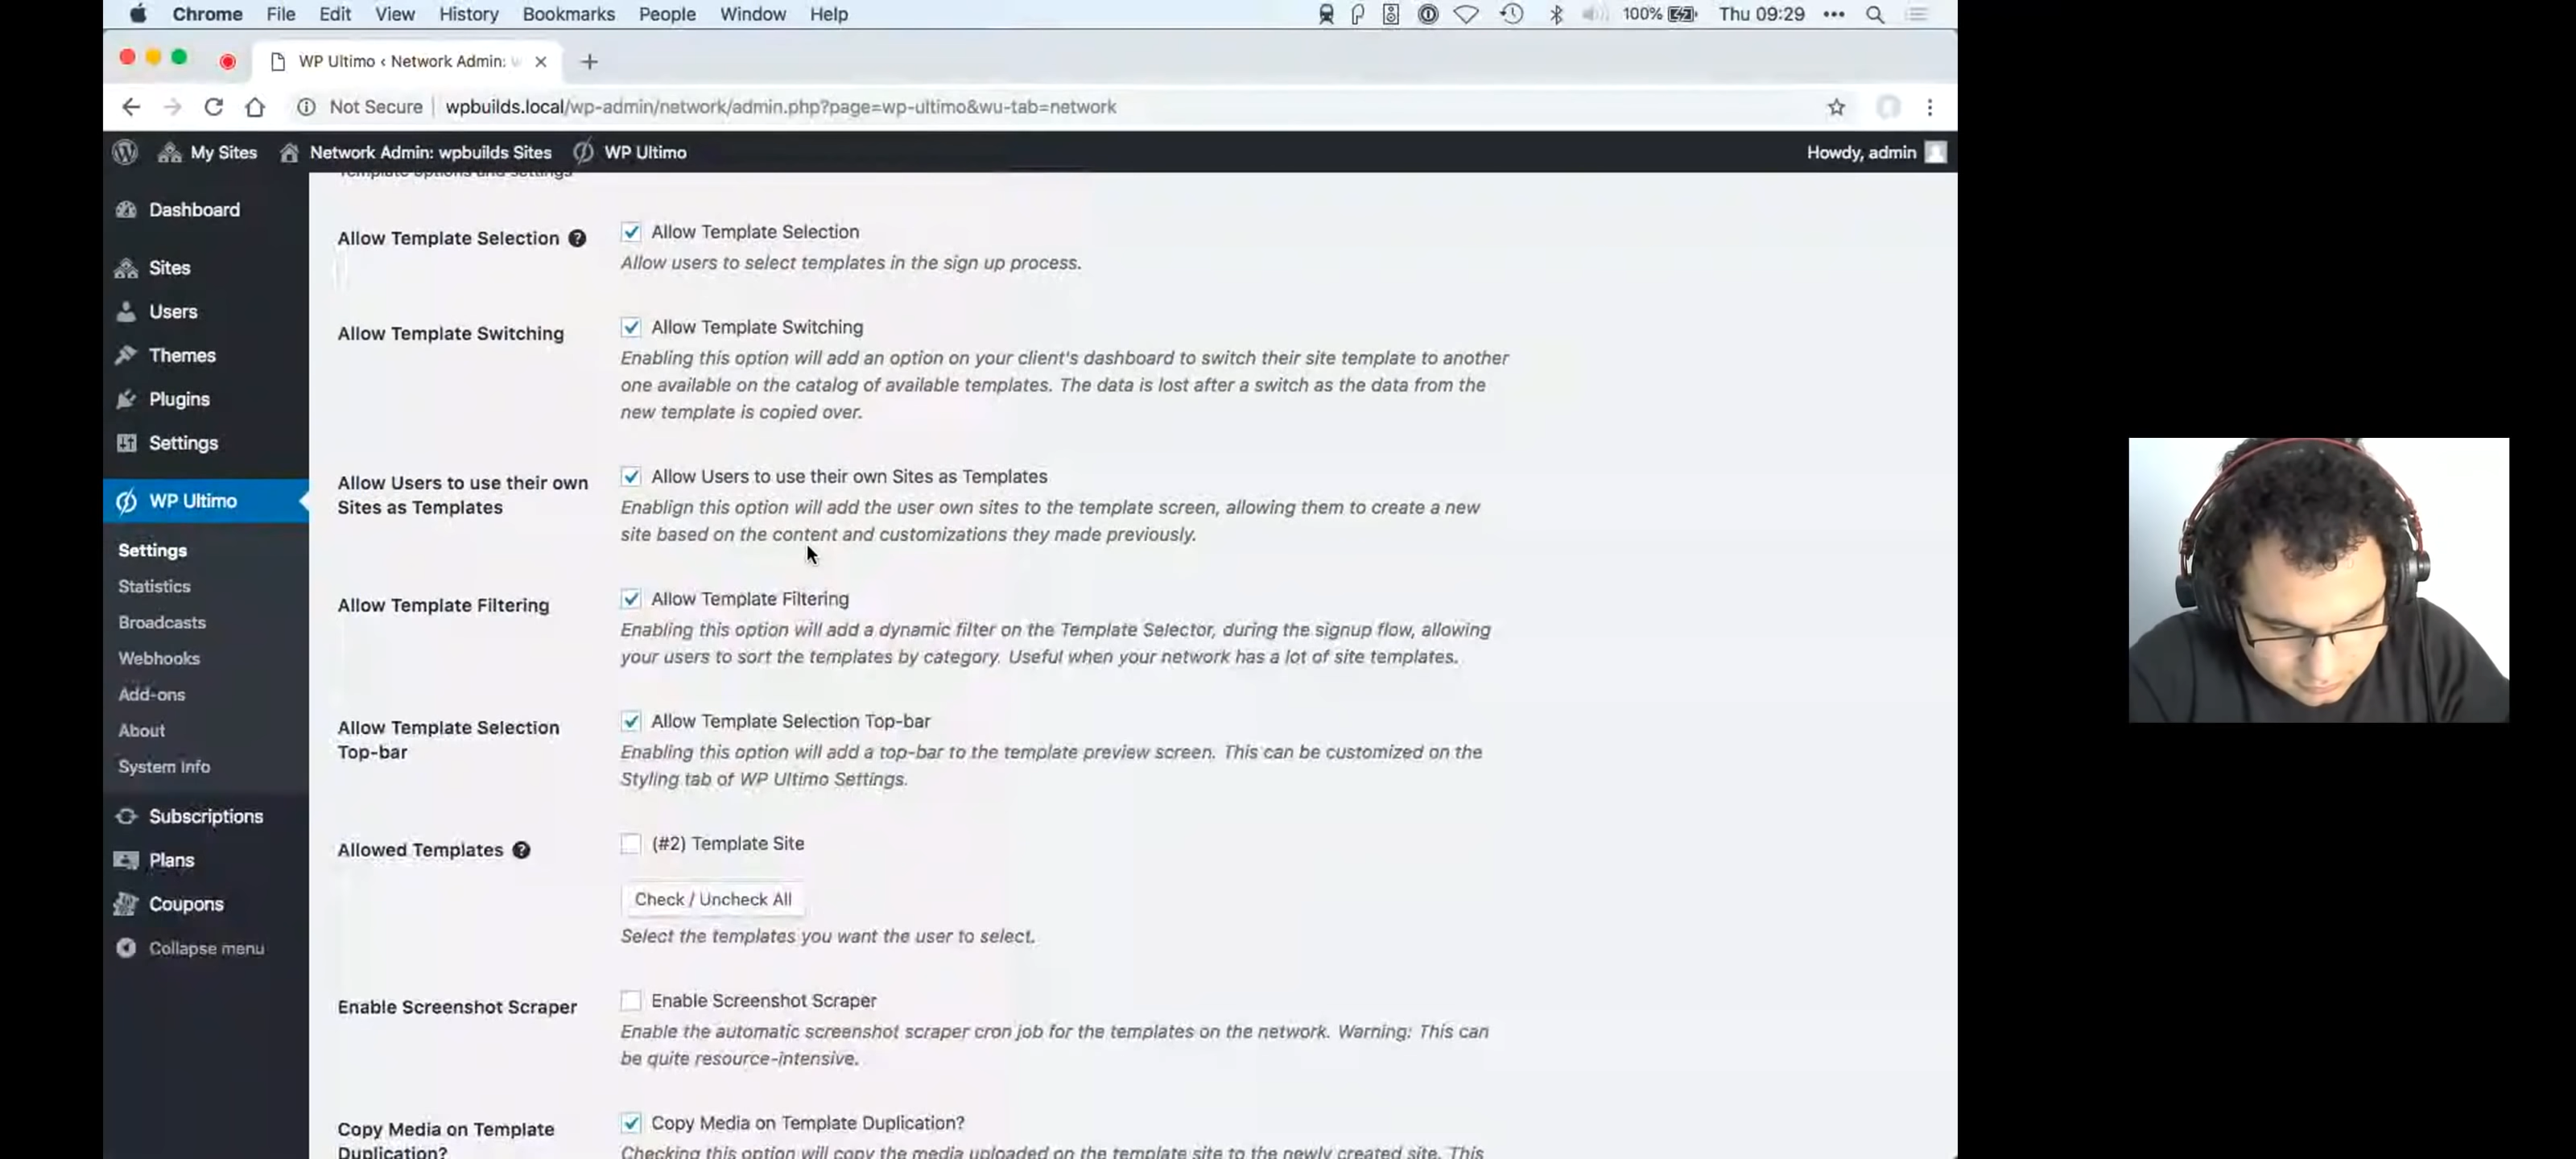 Chrome File Edit View History Bookmarks People Window Help 100% Thu 09:29
WP Ultimo ‹ Network Admin:
Not Secure | wpbuilds.local/wp-admin/network/admin.php?page=wp-ultimo&wu-tab=network
My Sites Network Admin: wpbuilds Sites WP Ultimo Howdy, admin
Template options and settings
Dashboard
Sites
Users
Themes
Plugins
Settings
WP Ultimo
Settings
Statistics
Broadcasts
Webhooks
Add-ons
About
System Info
Subscriptions
Plans
Coupons
Collapse menu
Allow Template Selection ?
Allow Template Selection
Allow users to select templates in the sign up process.
Allow Template Switching
Allow Template Switching
Enabling this option will add an option on your client's dashboard to switch their site template to another
one available on the catalog of available templates. The data is lost after a switch as the data from the
new template is copied over.
Allow Users to use their own
Sites as Templates
Allow Users to use their own Sites as Templates
Enablign this option will add the user own sites to the template screen, allowing them to create a new
site based on the content and customizations they made previously.
Allow Template Filtering
Allow Template Filtering
Enabling this option will add a dynamic filter on the Template Selector, during the signup flow, allowing
your users to sort the templates by category. Useful when your network has a lot of site templates.
Allow Template Selection
Top-bar
Allow Template Selection Top-bar
Enabling this option will add a top-bar to the template preview screen. This can be customized on the
Styling tab of WP Ultimo Settings.
Allowed Templates ?
(#2) Template Site
Check / Uncheck All
Select the templates you want the user to select.
Enable Screenshot Scraper
Enable Screenshot Scraper
Enable the automatic screenshot scraper cron job for the templates on the network. Warning: This can
be quite resource-intensive.
Copy Media on Template
Duplication?
Copy Media on Template Duplication?
Checking this option will copy the media uploaded on the template site to the newly created site. This